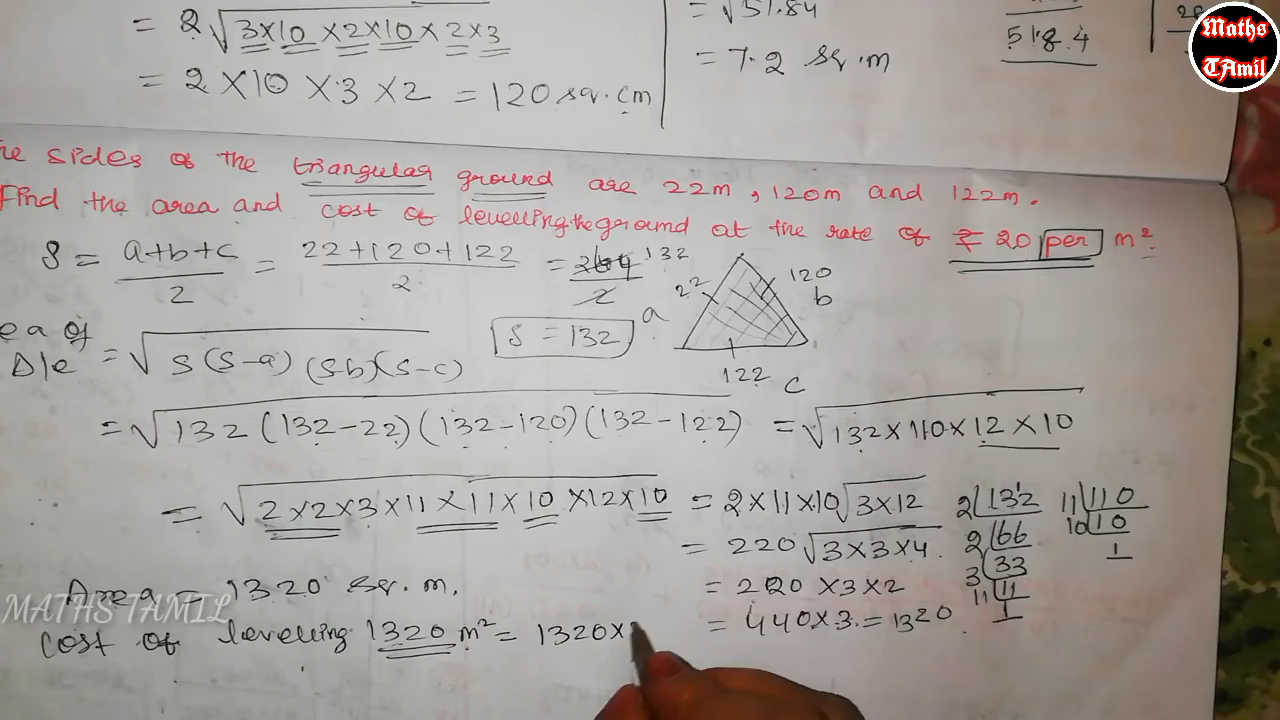 = 2 √3×10×2×10×2×3
= 2 ×10 ×3 ×2 = 120 sq.cm
= √51.84
= 7.2 sq.m
518.4
Maths
TAmil
sides of the triangular ground are 22m, 120m and 122m.
Find the area and cost of levelling the ground at the rate of ₹ 20 per m²
S = a+b+c / 2 = 22+120+122 / 2 = 264 / 2 132
S = 132
22 a
120 b
122 c
ea of Δle = √S(S-a)(S-b)(S-c)
= √132(132-22)(132-120)(132-122) = √132×110×12×10
= √2×2×3×11×11×10×12×10 = 2×11×10√3×12
= 220√3×3×4.
= 220 ×3×2
= 440×3 = 1320
2 132
2 66
3 33
11 11
1
11 110
10 10
1
Area = 1320 sq.m.
MATHS TAMIL
Cost of levelling 1320 m² = 1320×